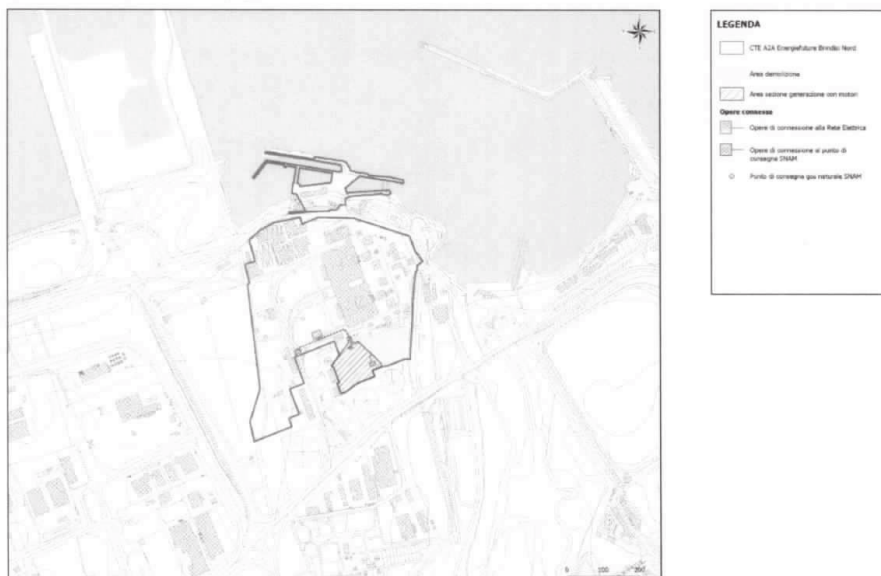 LEGENDA
CTE A2A Energiefuture Brindisi Nord
Area demolizione
Area sezione generazione con motori
Opere connesse
Opere di connessione alla Rete Elettrica
Opere di connessione al punto di
consegna SNAM
Punto di consegna gas naturale SNAM
0 100 200